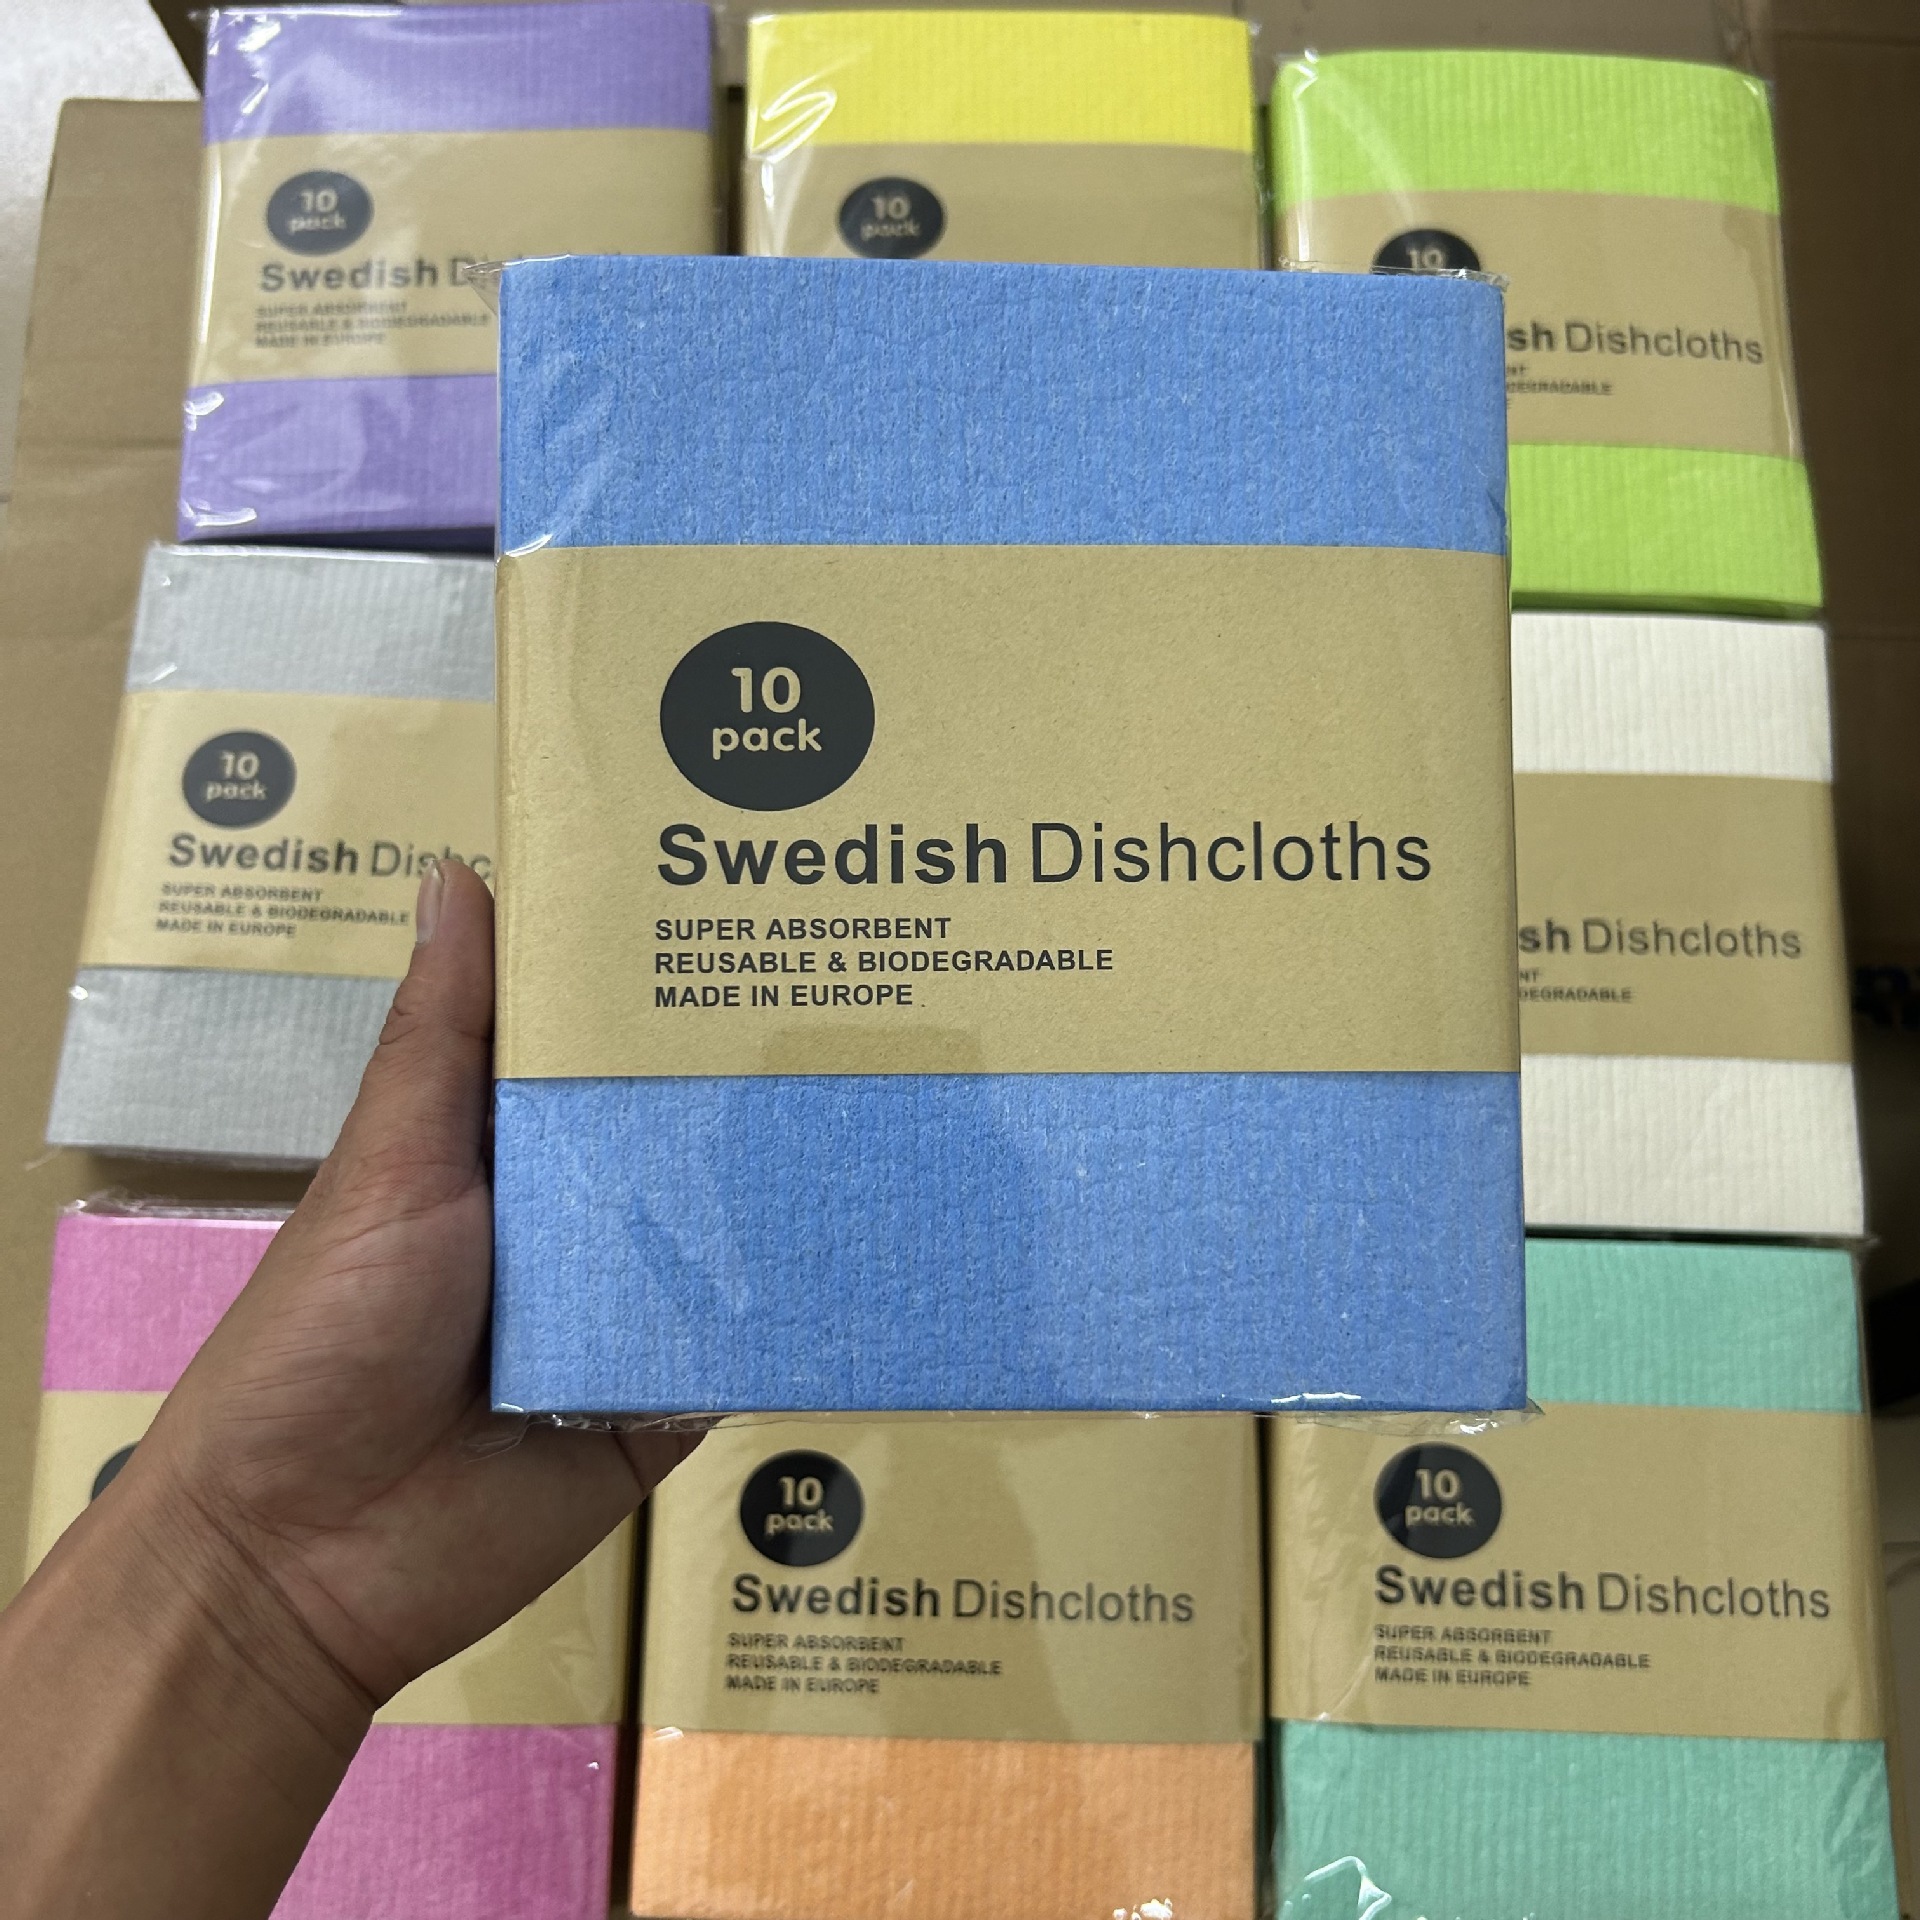 10
pack
Swedish
SUPER ABSORBENT
REUSABLE & BIODEGRADABLE
MADE IN EUROPE
10
pack
10
sh Dishcloths
10
pack
Swedish Dishcloths
SUPER ABSORBENT
REUSABLE & BIODEGRADABLE
MADE IN EUROPE
10
pack
Swedish Dishc
SUPER ABSORBENT
REUSABLE & BIODEGRADABLE
MADE IN EUROPE
sh Dishcloths
10
pack
Swedish Dishcloths
SUPER ABSORBENT
REUSABLE & BIODEGRADABLE
MADE IN EUROPE
10
pack
Swedish Dishcloths
SUPER ABSORBENT
REUSABLE & BIODEGRADABLE
MADE IN EUROPE